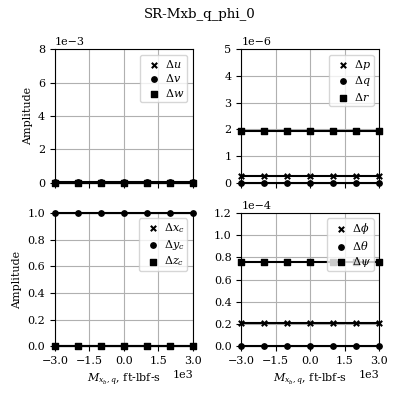 SR-Mxb_q_phi_0
1e−3
8
6
4
2
0
Amplitude
Δu
Δv
Δw
1e−6
5
4
3
2
1
0
Δp
Δq
Δr
1.0
0.8
0.6
0.4
0.2
0.0
Amplitude
Δx_c
Δy_c
Δz_c
−3.0 −1.5 0.0 1.5 3.0
1e3
M_{x_b},q, ft-lbf-s
1e−4
1.2
1.0
0.8
0.6
0.4
0.2
0.0
Δϕ
Δθ
Δψ
−3.0 −1.5 0.0 1.5 3.0
1e3
M_{x_b},q, ft-lbf-s